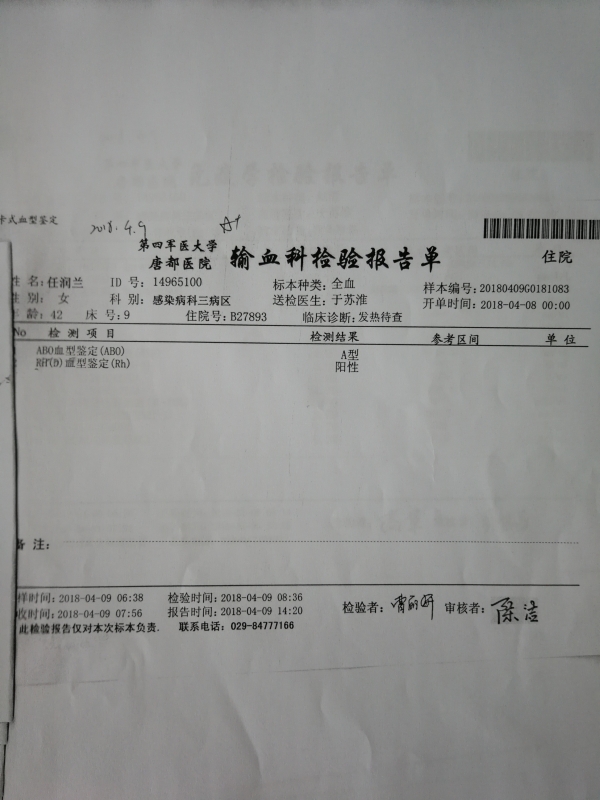 卡式血型鉴定
2018.4.9 A+
第四军医大学
唐都医院 输血科检验报告单 住院
姓 名: 任润兰 ID 号: 14965100 标本种类: 全血 样本编号: 20180409G0181083
性 别: 女 科 别: 感染病科三病区 送检医生: 于苏淮 开单时间: 2018-04-08 00:00
年 龄: 42 床 号: 9 住院号: B27893 临床诊断: 发热待查
No 检 测 项 目 检测结果 参考区间 单 位
ABO血型鉴定(ABO) A型
RH(D)血型鉴定(Rh) 阳性
备 注:
样时间: 2018-04-09 06:38 检验时间: 2018-04-09 08:36
收时间: 2018-04-09 07:56 报告时间: 2018-04-09 14:20 检验者: 审核者: 陈洁
此检验报告仅对本次标本负责. 联系电话: 029-84777166